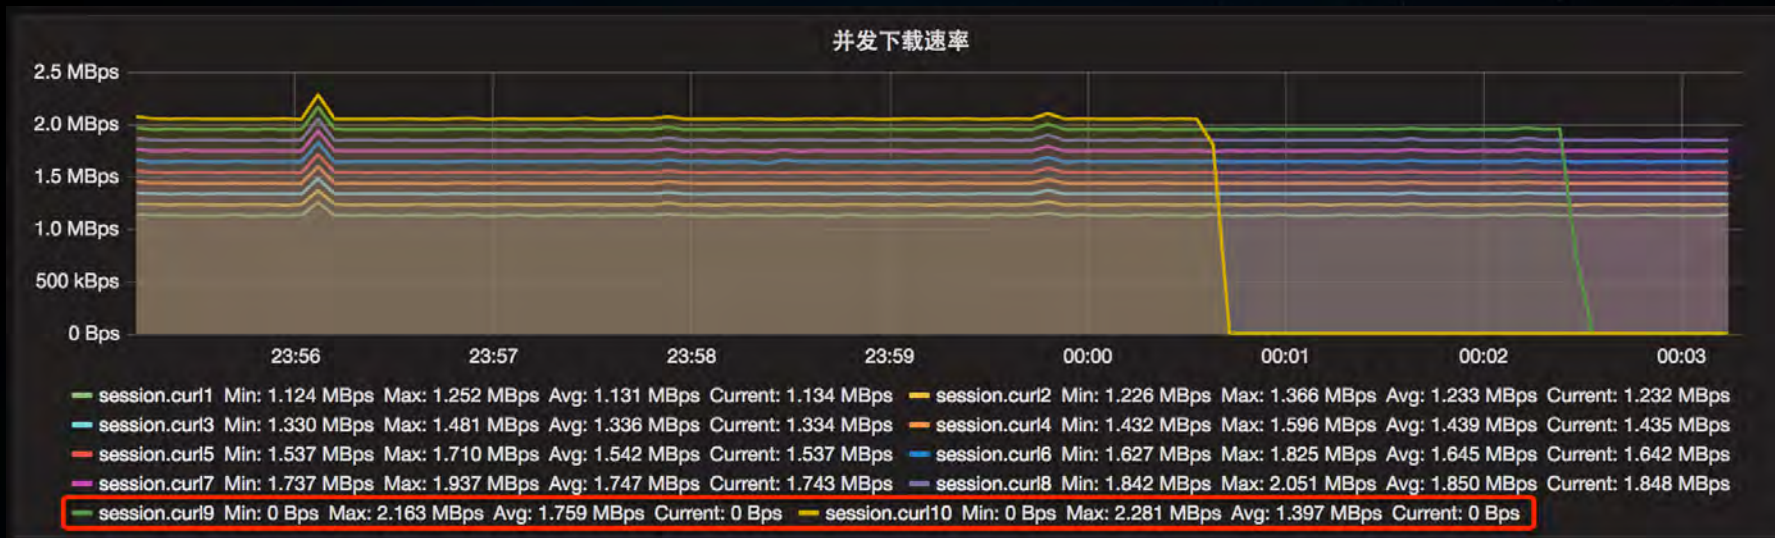 并发下载速率
2.5 MBps
2.0 MBps
1.5 MBps
1.0 MBps
500 kBps
0 Bps
23:56 23:57 23:58 23:59 00:00 00:01 00:02 00:03
session.curl1 Min: 1.124 MBps Max: 1.252 MBps Avg: 1.131 MBps Current: 1.134 MBps session.curl2 Min: 1.226 MBps Max: 1.366 MBps Avg: 1.233 MBps Current: 1.232 MBps
session.curl3 Min: 1.330 MBps Max: 1.481 MBps Avg: 1.336 MBps Current: 1.334 MBps session.curl4 Min: 1.432 MBps Max: 1.596 MBps Avg: 1.439 MBps Current: 1.435 MBps
session.curl5 Min: 1.537 MBps Max: 1.710 MBps Avg: 1.542 MBps Current: 1.537 MBps session.curl6 Min: 1.627 MBps Max: 1.825 MBps Avg: 1.645 MBps Current: 1.642 MBps
session.curl7 Min: 1.737 MBps Max: 1.937 MBps Avg: 1.747 MBps Current: 1.743 MBps session.curl8 Min: 1.842 MBps Max: 2.051 MBps Avg: 1.850 MBps Current: 1.848 MBps
session.curl9 Min: 0 Bps Max: 2.163 MBps Avg: 1.759 MBps Current: 0 Bps session.curl10 Min: 0 Bps Max: 2.281 MBps Avg: 1.397 MBps Current: 0 Bps